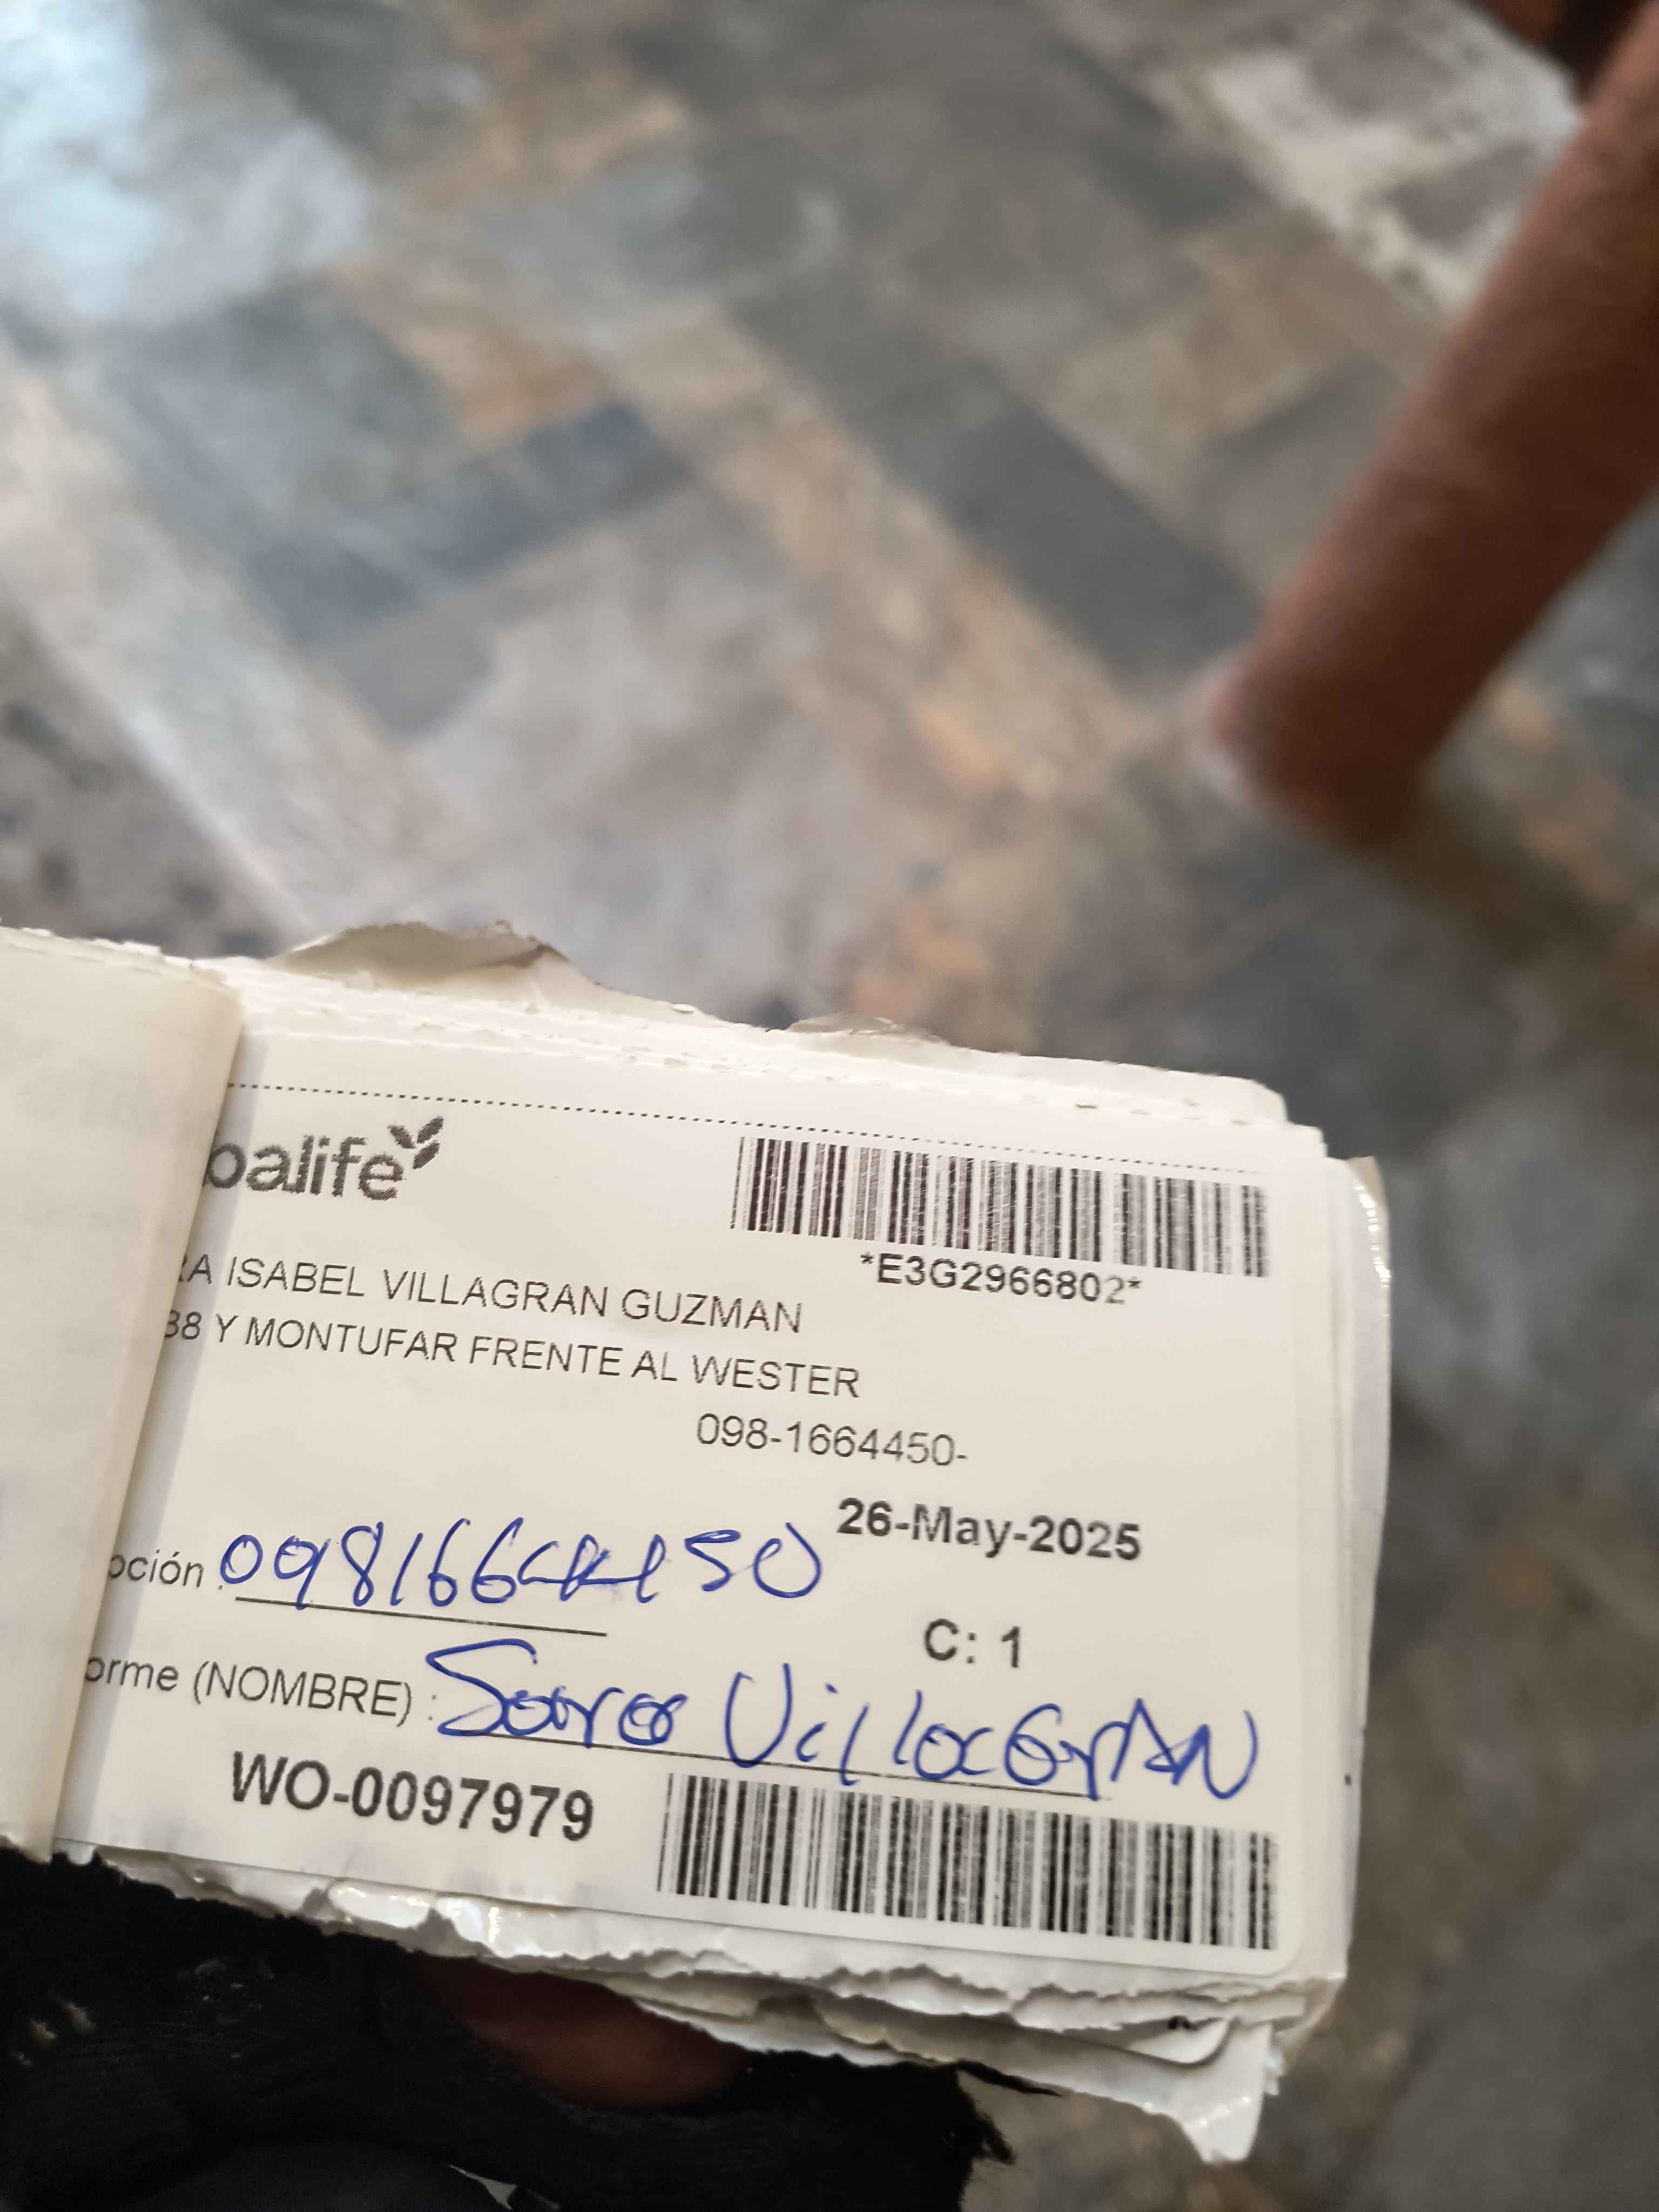 balife
*E3G2966802*
RA ISABEL VILLAGRAN GUZMAN
38 Y MONTUFAR FRENTE AL WESTER
098-1664450-
26-May-2025
pción 0981664450
C: 1
orme (NOMBRE) : Sara VillaGrAN
WO-0097979